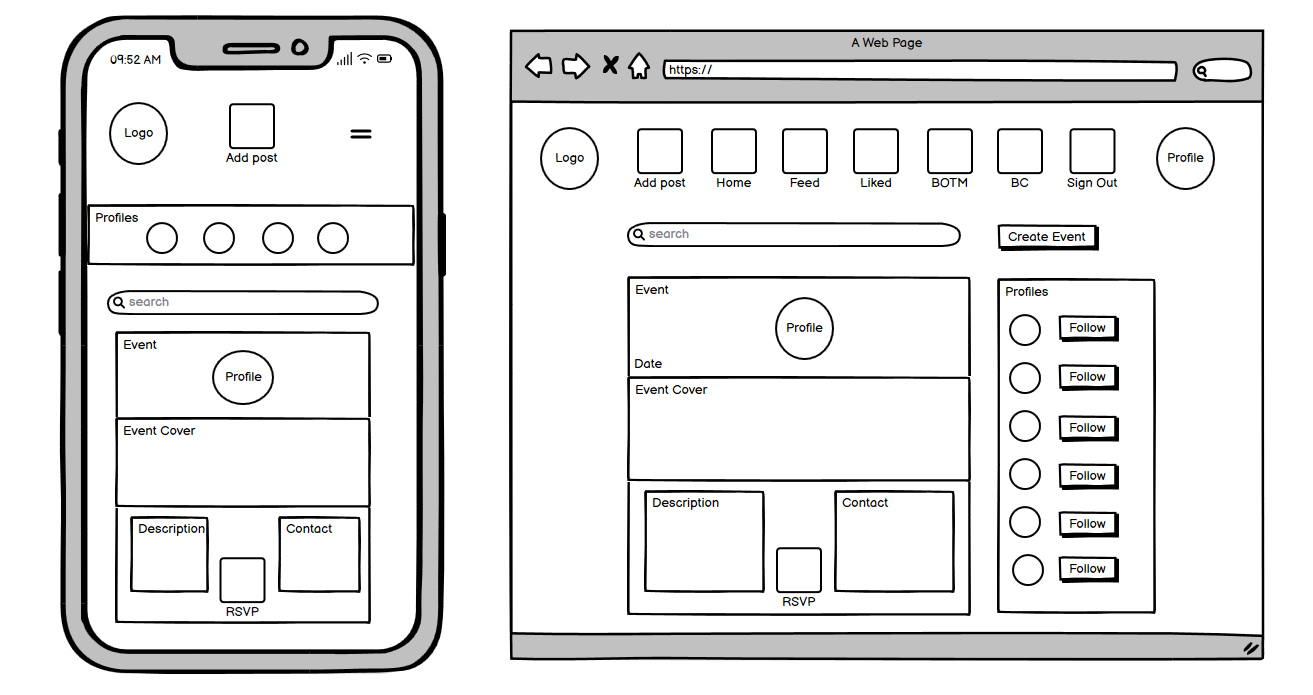 09:52 AM
Logo
Add post
Profiles
search
Event
Profile
Event Cover
Description
Contact
RSVP
A Web Page
https://
Logo
Add post
Home
Feed
Liked
BOTM
BC
Sign Out
Profile
search
Create Event
Event
Profile
Date
Event Cover
Description
Contact
RSVP
Profiles
Follow
Follow
Follow
Follow
Follow
Follow